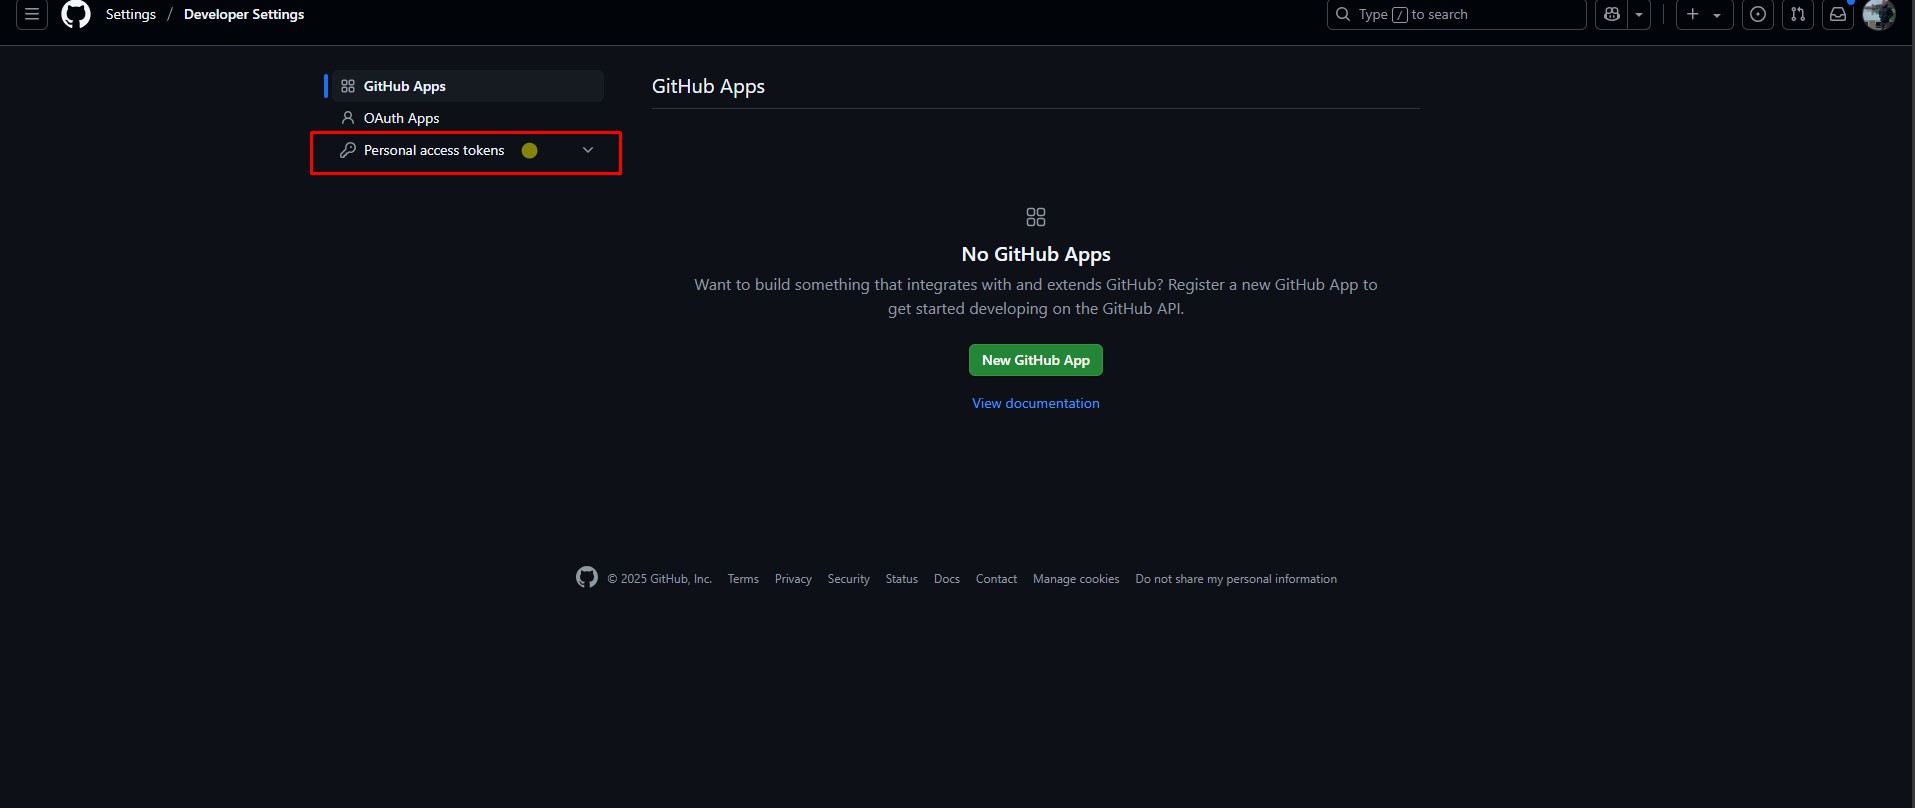 Settings / Developer Settings
Type / to search
GitHub Apps
OAuth Apps
Personal access tokens
GitHub Apps
No GitHub Apps
Want to build something that integrates with and extends GitHub? Register a new GitHub App to
get started developing on the GitHub API.
New GitHub App
View documentation
© 2025 GitHub, Inc. Terms Privacy Security Status Docs Contact Manage cookies Do not share my personal information